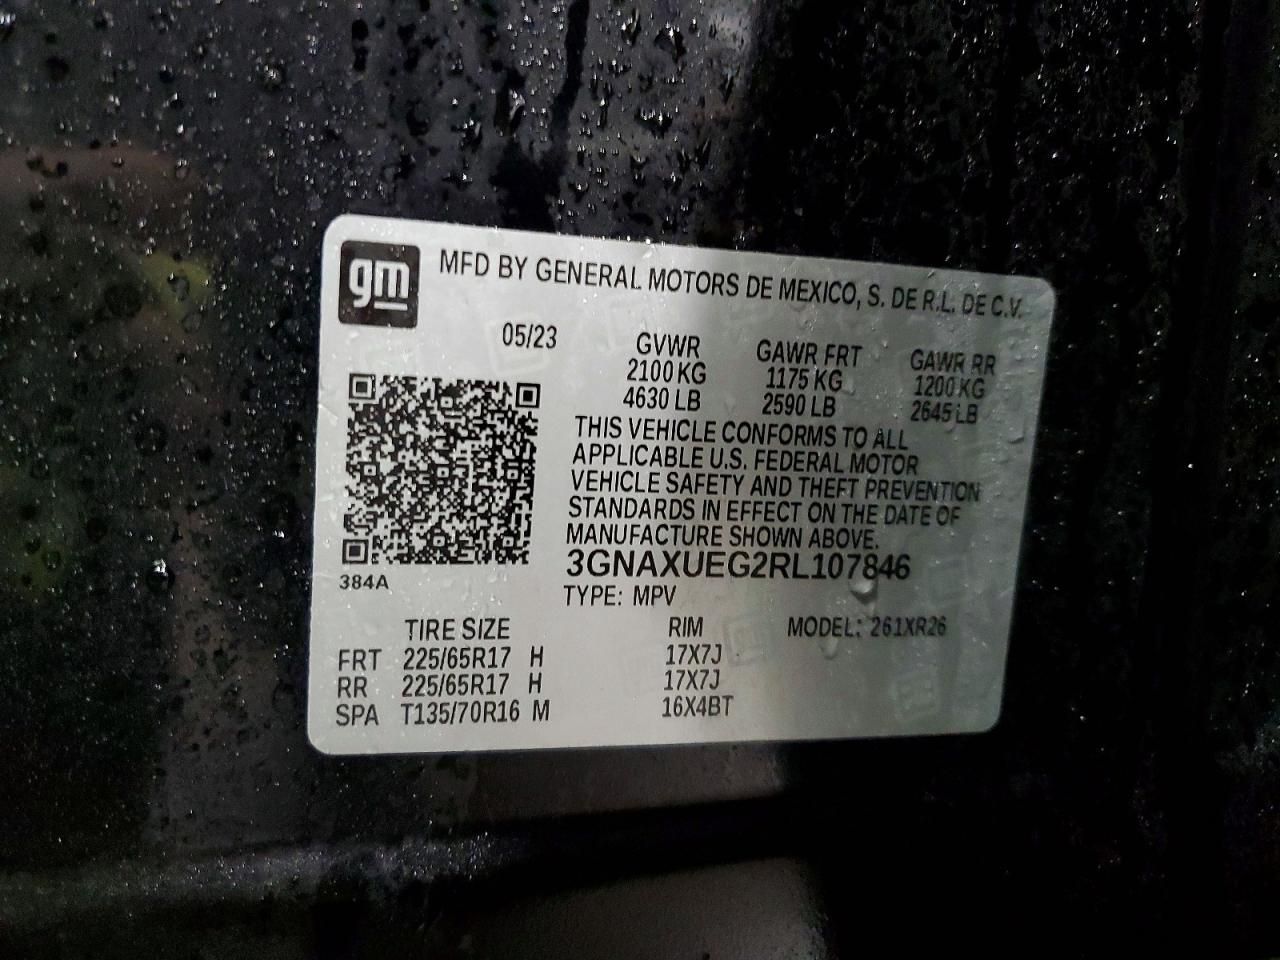 gm
MFD BY GENERAL MOTORS DE MEXICO, S. DE R.L. DE C.V.
05/23
GVWR GAWR FRT GAWR RR
2100 KG 1175 KG 1200 KG
4630 LB 2590 LB 2645 LB
THIS VEHICLE CONFORMS TO ALL
APPLICABLE U.S. FEDERAL MOTOR
VEHICLE SAFETY AND THEFT PREVENTION
STANDARDS IN EFFECT ON THE DATE OF
MANUFACTURE SHOWN ABOVE.
3GNAXUEG2RL107846
384A
TYPE: MPV
TIRE SIZE RIM MODEL: 261XR26
FRT 225/65R17 H 17X7J
RR 225/65R17 H 17X7J
SPA T135/70R16 M 16X4BT